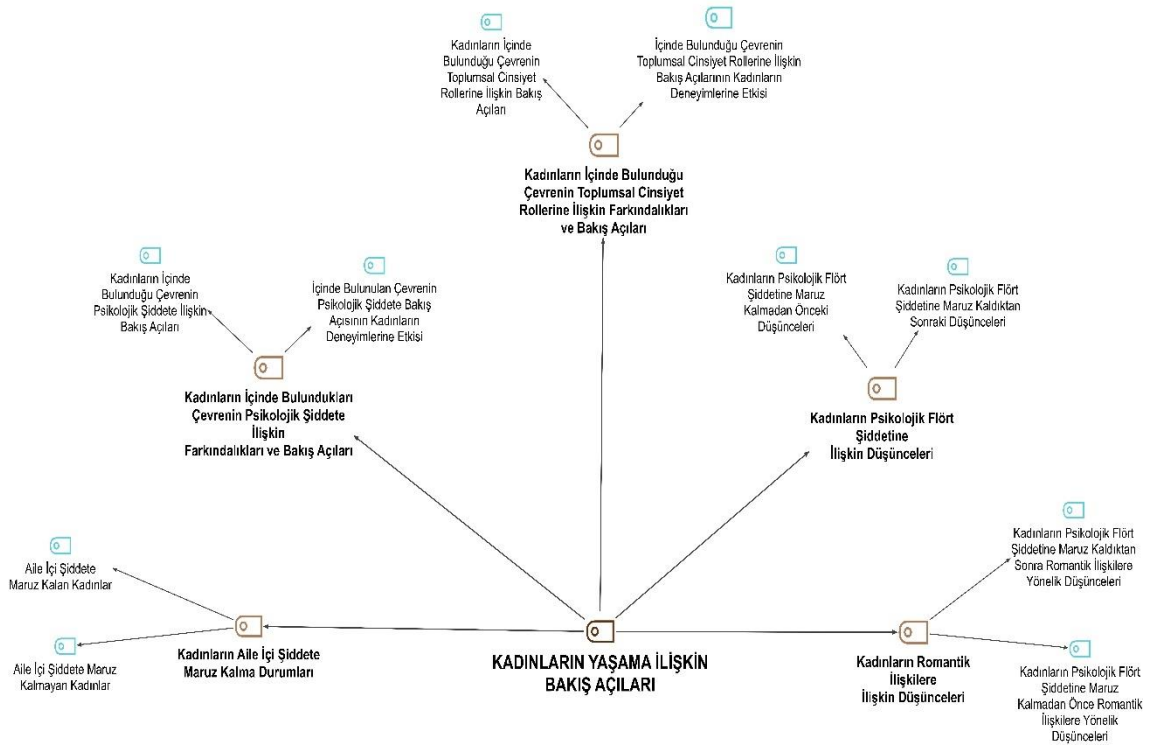 Kadınların İçinde
Bulunduğu Çevrenin
Toplumsal Cinsiyet
Rollerine İlişkin Bakış
Açıları
İçinde Bulunduğu Çevrenin
Toplumsal Cinsiyet Rollerine İlişkin
Bakış Açılarının Kadınların
Deneyimlerine Etkisi
Kadınların İçinde Bulunduğu
Çevrenin Toplumsal Cinsiyet
Rollerine İlişkin Farkındalıkları
ve Bakış Açıları
Kadınların İçinde
Bulunduğu Çevrenin
Psikolojik Şiddete İlişkin
Bakış Açıları
İçinde Bulunulan Çevrenin
Psikolojik Şiddete Bakış
Açısının Kadınların
Deneyimlerine Etkisi
Kadınların İçinde Bulundukları
Çevrenin Psikolojik Şiddete
İlişkin
Farkındalıkları ve Bakış Açıları
Kadınların Psikolojik Flört
Şiddetine Maruz
Kalmadan Önceki
Düşünceleri
Kadınların Psikolojik Flört
Şiddetine Maruz Kaldıktan
Sonraki Düşünceleri
Kadınların Psikolojik Flört
Şiddetine
İlişkin Düşünceleri
Aile İçi Şiddete
Maruz Kalan Kadınlar
Aile İçi Şiddete Maruz
Kalmayan Kadınlar
Kadınların Aile İçi Şiddete
Maruz Kalma Durumları
KADINLARIN YAŞAMA İLİŞKİN
BAKIŞ AÇILARI
Kadınların Romantik
İlişkilere
İlişkin Düşünceleri
Kadınların Psikolojik Flört
Şiddetine Maruz Kaldıktan
Sonra Romantik İlişkilere
Yönelik Düşünceleri
Kadınların Psikolojik Flört
Şiddetine Maruz
Kalmadan Önce Romantik
İlişkilere Yönelik
Düşünceleri